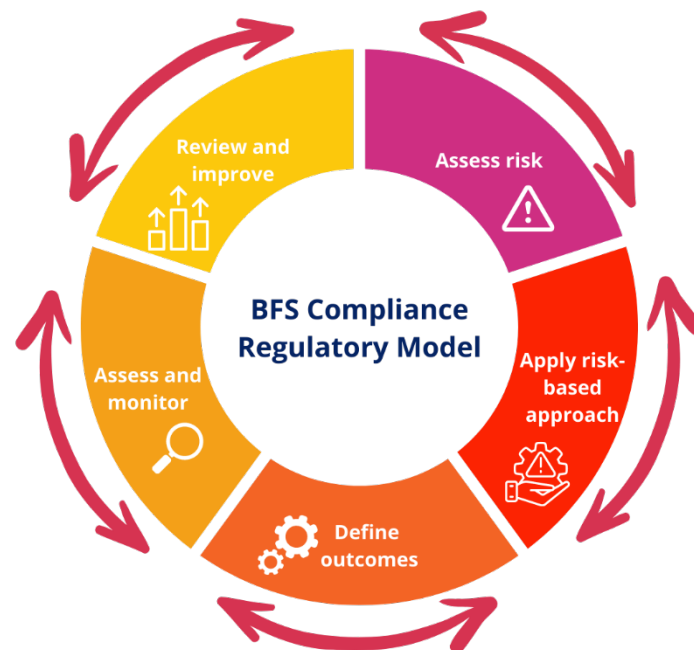 BFS Compliance
Regulatory Model
Assess risk
Apply risk-
based
approach
Define
outcomes
Assess and
monitor
Review and
improve